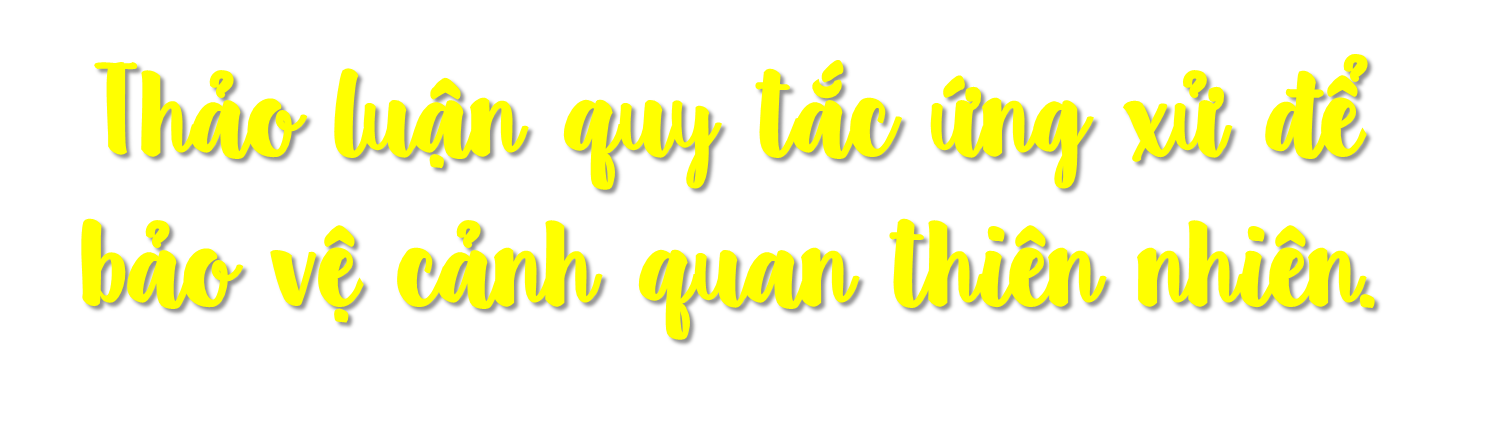 Thảo luận quy tắc ứng xử để
bảo vệ cảnh quan thiên nhiên.